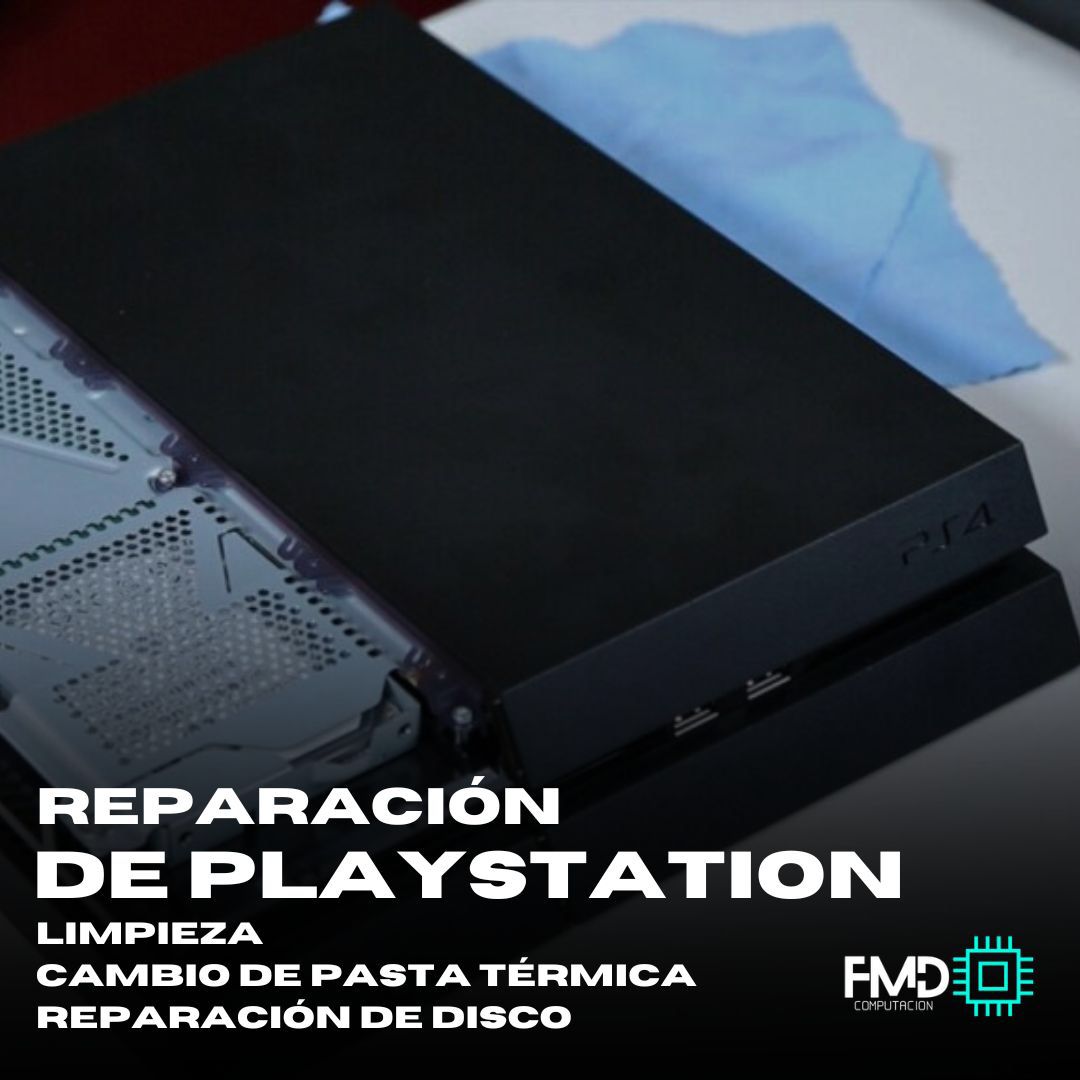 PS4
REPARACIÓN
DE PLAYSTATION
LIMPIEZA
CAMBIO DE PASTA TÉRMICA
REPARACIÓN DE DISCO
FMD
COMPUTACION